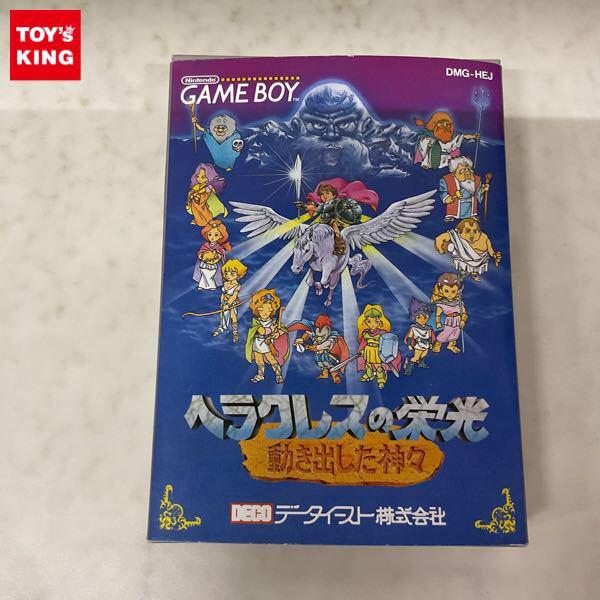 TOY'S
KING
Nintendo
GAME BOY™
DMG-HEJ
ヘラクレスの栄光
動き出した神々
DECO データイースト株式会社